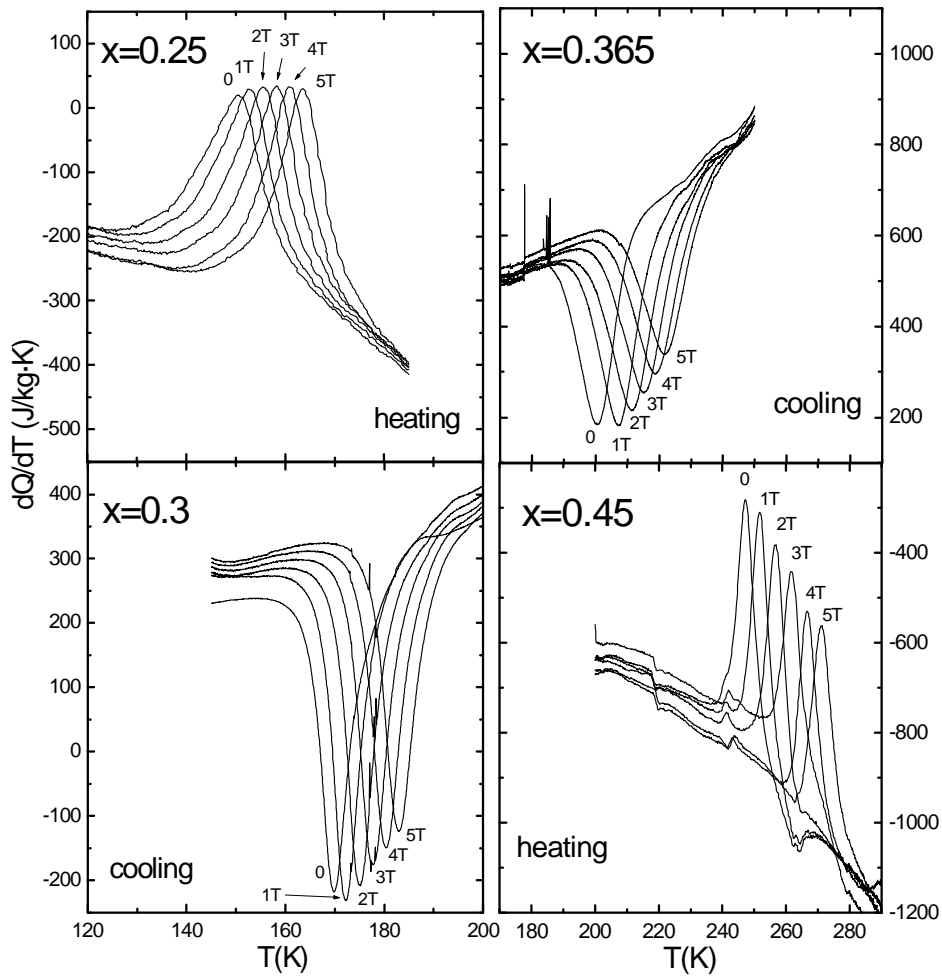 x=0.25
0 1T 2T 3T 4T 5T
100
0
-100
-200
-300
-400
-500
heating
x=0.365
1000
800
600
400
200
0 1T 2T 3T 4T 5T
cooling
dQ/dT (J/kg·K)
x=0.3
400
300
200
100
0
-100
-200
0 1T 2T 3T 4T 5T
cooling
120 140 160 180 200
T(K)
x=0.45
0 1T 2T 3T 4T 5T
-400
-600
-800
-1000
-1200
heating
200 220 240 260 280
T(K)